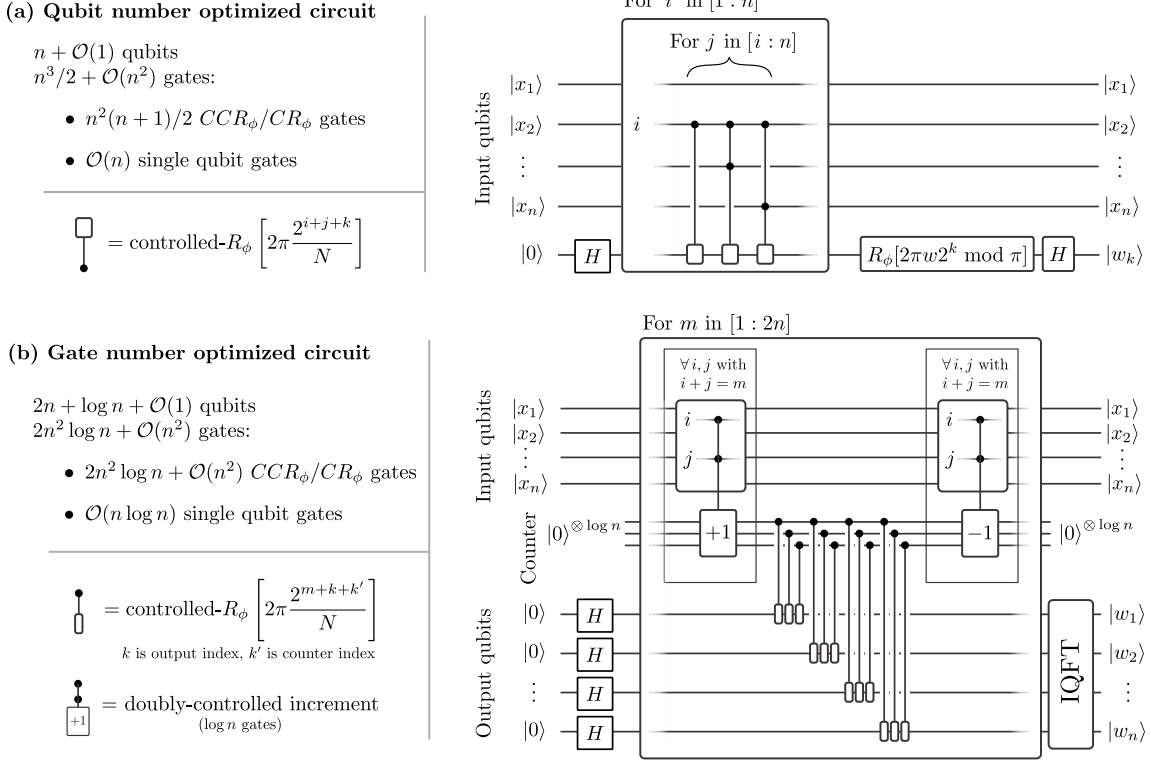 (a) Qubit number optimized circuit
n + O(1) qubits
n³/2 + O(n²) gates:
• n²(n + 1)/2 CCR_ϕ/CR_ϕ gates
• O(n) single qubit gates
= controlled-R_ϕ [2π 2^{i+j+k}/N]
For i in [1 : n]
For j in [i : n]
Input qubits
|x₁⟩
|x₁⟩
|x₂⟩
i
|x₂⟩
⋮
⋮
|xₙ⟩
|xₙ⟩
|0⟩
H
R_ϕ[2πw2^k mod π]
H
|w_k⟩
(b) Gate number optimized circuit
2n + log n + O(1) qubits
2n² log n + O(n²) gates:
• 2n² log n + O(n²) CCR_ϕ/CR_ϕ gates
• O(n log n) single qubit gates
= controlled-R_ϕ [2π 2^{m+k+k′}/N]
k is output index, k′ is counter index
+1
= doubly-controlled increment
(log n gates)
For m in [1 : 2n]
∀ i, j with
i + j = m
∀ i, j with
i + j = m
Input qubits
|x₁⟩
i
i
|x₁⟩
|x₂⟩
|x₂⟩
⋮
j
j
⋮
|xₙ⟩
|xₙ⟩
Counter
|0⟩^{⊗ log n}
+1
−1
|0⟩^{⊗ log n}
Output qubits
|0⟩
H
|w₁⟩
|0⟩
H
|w₂⟩
⋮
H
⋮
|0⟩
H
|wₙ⟩
IQFT